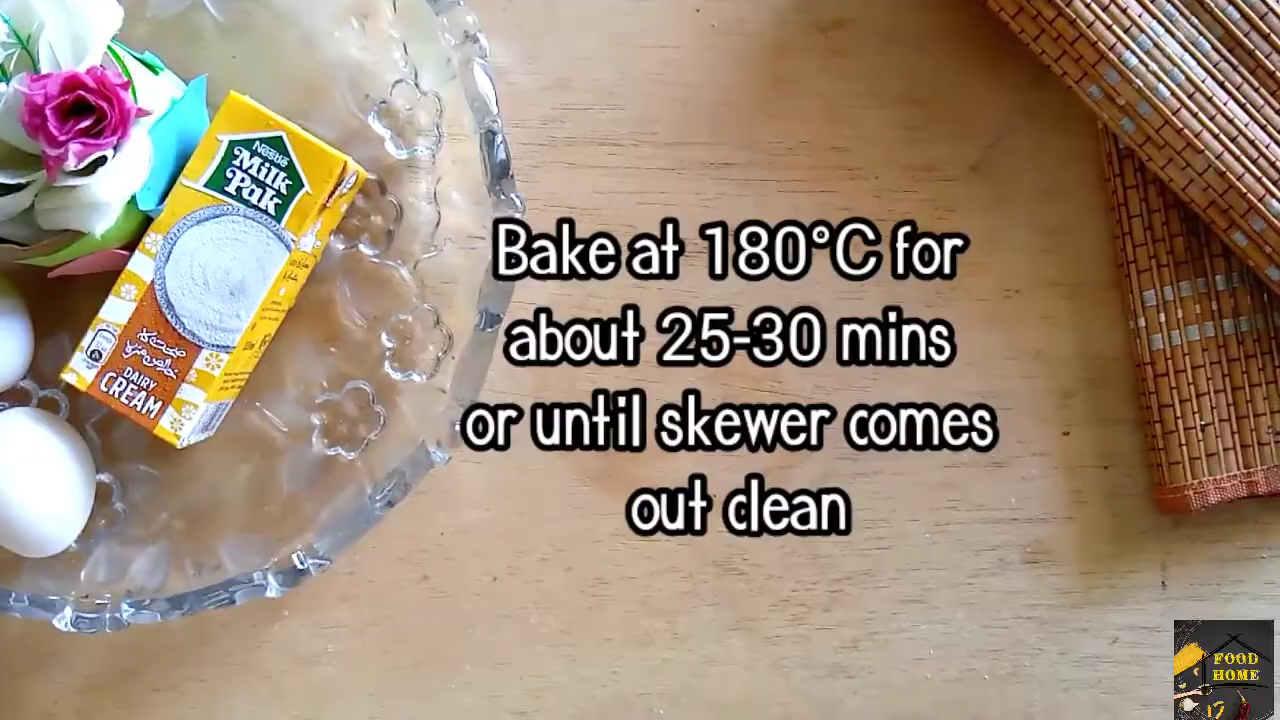 Nestlé
Milk
Pak
DAIRY
CREAM
Bake at 180°C for
about 25-30 mins
or until skewer comes
out clean
FOOD
HOME